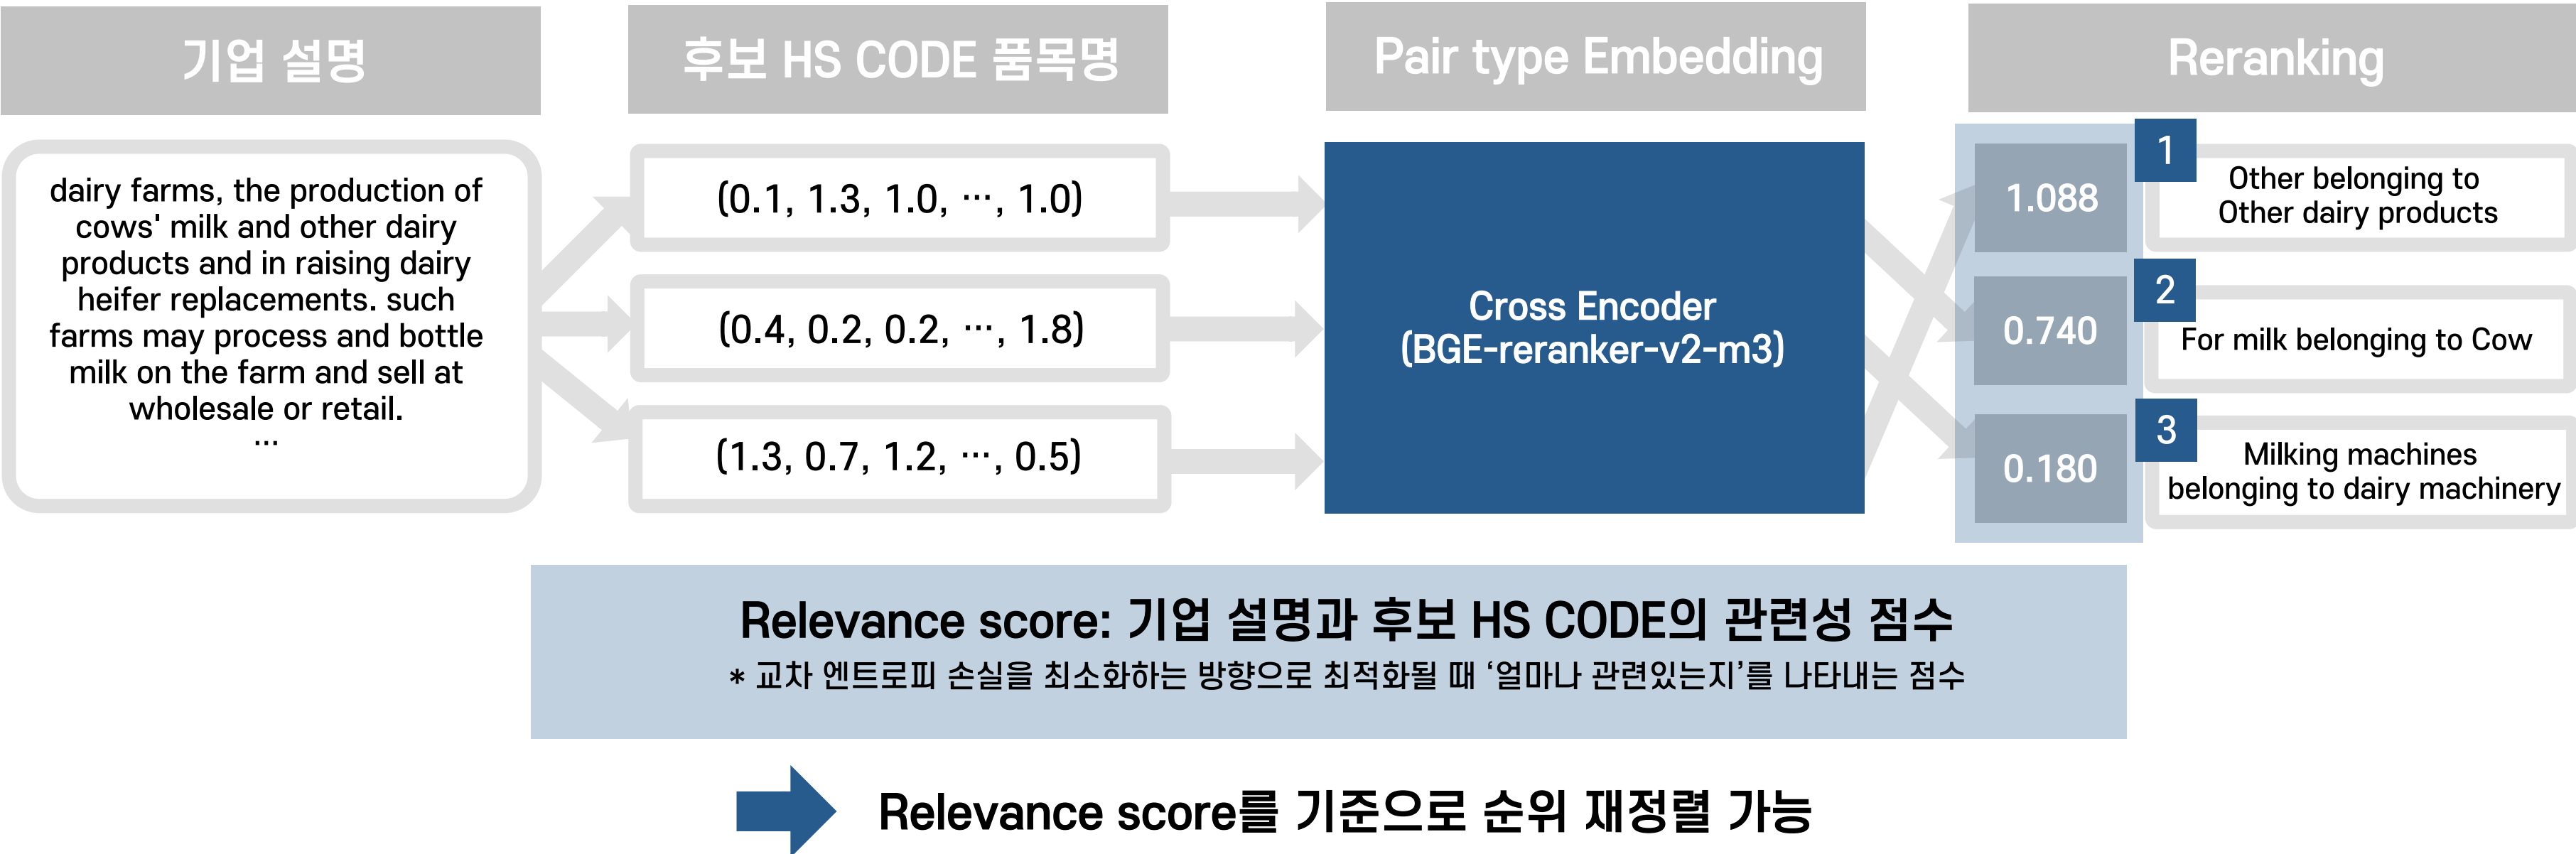 기업 설명
후보 HS CODE 품목명
Pair type Embedding
Reranking
dairy farms, the production of
cows' milk and other dairy
products and in raising dairy
heifer replacements. such
farms may process and bottle
milk on the farm and sell at
wholesale or retail.
…
(0.1, 1.3, 1.0, …, 1.0)
(0.4, 0.2, 0.2, …, 1.8)
(1.3, 0.7, 1.2, …, 0.5)
Cross Encoder
(BGE-reranker-v2-m3)
1.088
1
Other belonging to
Other dairy products
0.740
2
For milk belonging to Cow
0.180
3
Milking machines
belonging to dairy machinery
Relevance score: 기업 설명과 후보 HS CODE의 관련성 점수
* 교차 엔트로피 손실을 최소화하는 방향으로 최적화될 때 ‘얼마나 관련있는지’를 나타내는 점수
Relevance score를 기준으로 순위 재정렬 가능